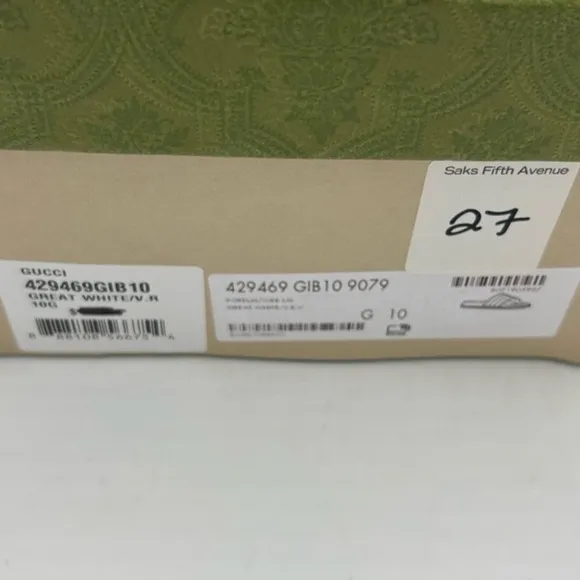 Saks Fifth Avenue
27
GUCCI
429469GIB10
GREAT WHITE/V.R
10G
$
429469 GIB10 9079
G 10